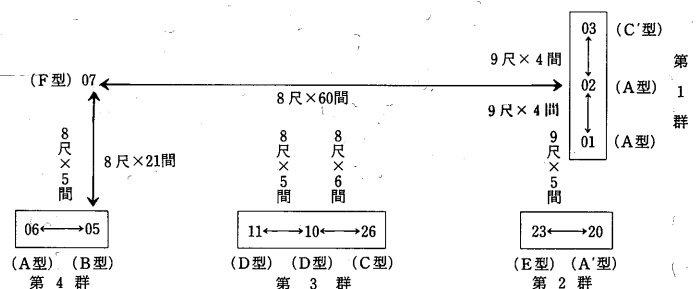 03 (C′型)
9尺×4間
(F型) 07
8尺×60間
02 (A型)
第1群
9尺×4間
01 (A型)
8尺×5間
8尺×21間
8尺×5間
8尺×6間
9尺×5間
06 05
11 10 26
23 20
(A型) (B型)
(D型) (D型) (C型)
(E型) (A′型)
第4群
第3群
第2群